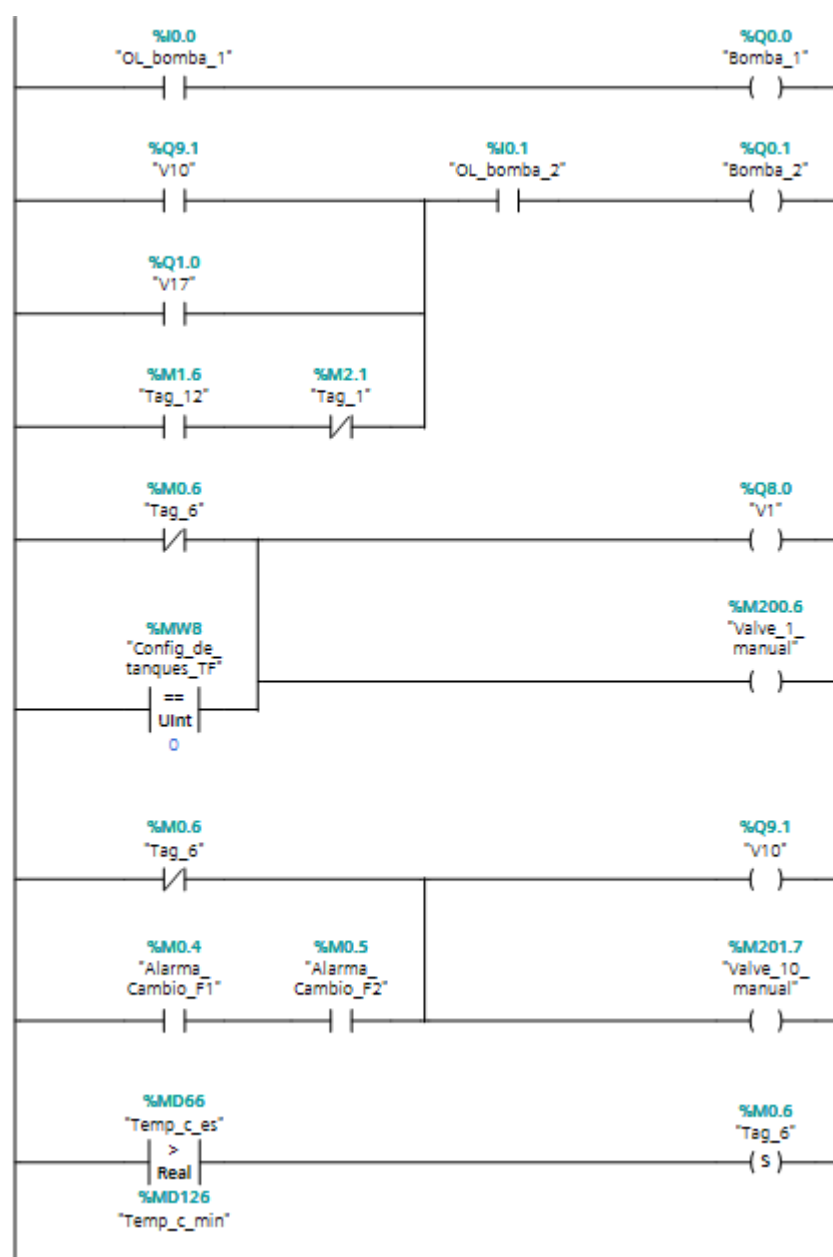 %I0.0
"OL_bomba_1"
%Q0.0
"Bomba_1"
%Q9.1
"V10"
%I0.1
"OL_bomba_2"
%Q0.1
"Bomba_2"
%Q1.0
"V17"
%M1.6
"Tag_12"
%M2.1
"Tag_1"
%M0.6
"Tag_6"
%Q8.0
"V1"
%MW8
"Config_de_
tanques_TF"
==
UInt
0
%M200.6
"Valve_1_
manual"
%M0.6
"Tag_6"
%Q9.1
"V10"
%M0.4
"Alarma_
Cambio_F1"
%M0.5
"Alarma_
Cambio_F2"
%M201.7
"Valve_10_
manual"
%MD66
"Temp_c_es"
>
Real
%MD126
"Temp_c_min"
%M0.6
"Tag_6"
S